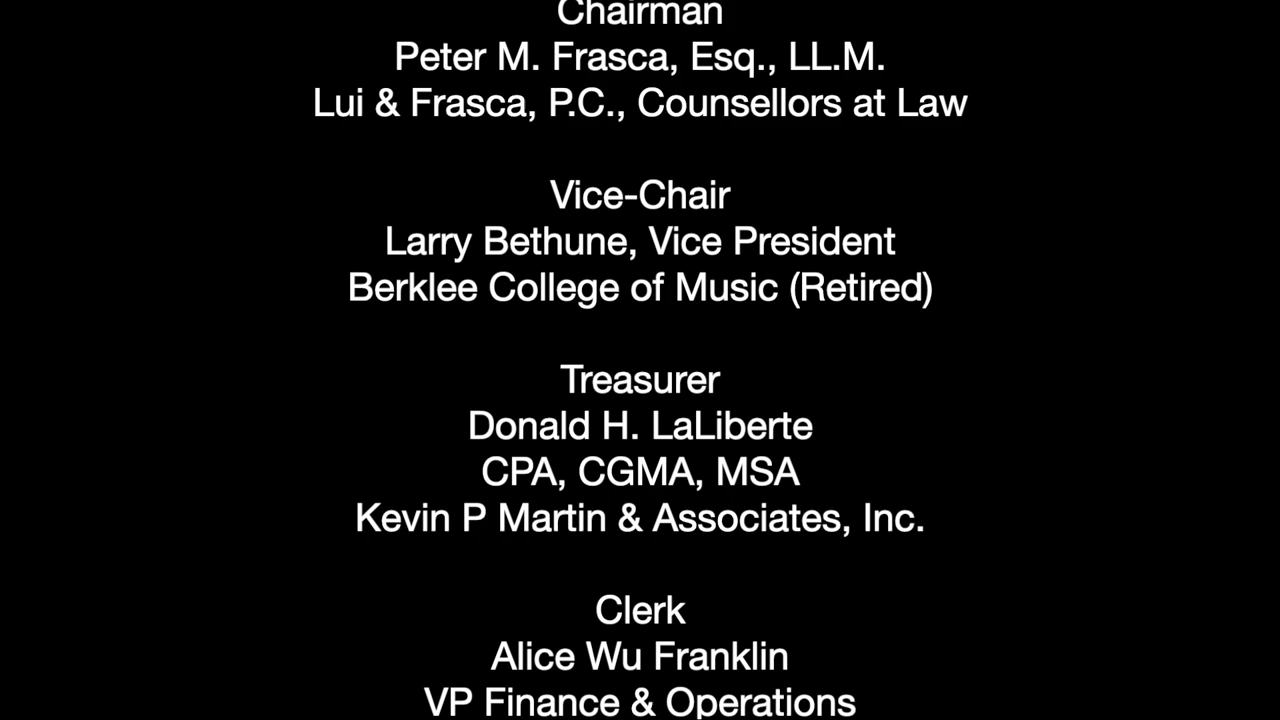 Chairman
Peter M. Frasca, Esq., LL.M.
Lui & Frasca, P.C., Counsellors at Law
Vice-Chair
Larry Bethune, Vice President
Berklee College of Music (Retired)
Treasurer
Donald H. LaLiberte
CPA, CGMA, MSA
Kevin P Martin & Associates, Inc.
Clerk
Alice Wu Franklin
VP Finance & Operations